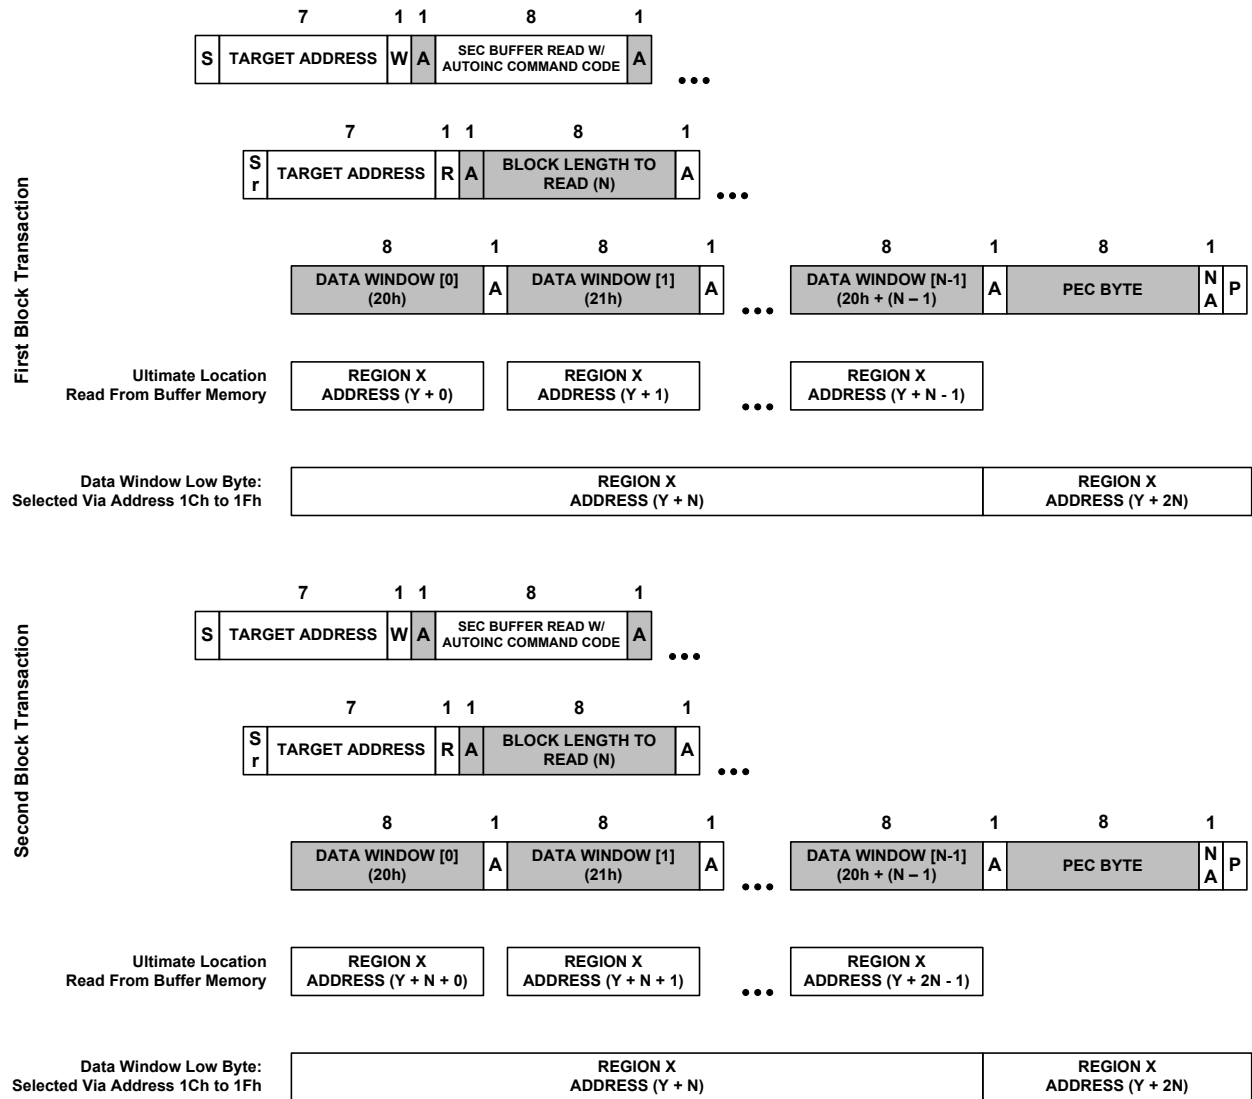 7 1 1 8 1
S TARGET ADDRESS W A SEC BUFFER READ W/ AUTOINC COMMAND CODE A •••
7 1 1 8 1
Sr TARGET ADDRESS R A BLOCK LENGTH TO READ (N) A •••
First Block Transaction
8 1 8 1 8 1 8 1
DATA WINDOW [0] (20h) A DATA WINDOW [1] (21h) A ••• DATA WINDOW [N-1] (20h + (N – 1) A PEC BYTE NA P
Ultimate Location
Read From Buffer Memory
REGION X ADDRESS (Y + 0) REGION X ADDRESS (Y + 1) ••• REGION X ADDRESS (Y + N - 1)
Data Window Low Byte:
Selected Via Address 1Ch to 1Fh
REGION X ADDRESS (Y + N) REGION X ADDRESS (Y + 2N)
7 1 1 8 1
S TARGET ADDRESS W A SEC BUFFER READ W/ AUTOINC COMMAND CODE A •••
7 1 1 8 1
Sr TARGET ADDRESS R A BLOCK LENGTH TO READ (N) A •••
Second Block Transaction
8 1 8 1 8 1 8 1
DATA WINDOW [0] (20h) A DATA WINDOW [1] (21h) A ••• DATA WINDOW [N-1] (20h + (N – 1) A PEC BYTE NA P
Ultimate Location
Read From Buffer Memory
REGION X ADDRESS (Y + N + 0) REGION X ADDRESS (Y + N + 1) ••• REGION X ADDRESS (Y + 2N - 1)
Data Window Low Byte:
Selected Via Address 1Ch to 1Fh
REGION X ADDRESS (Y + N) REGION X ADDRESS (Y + 2N)